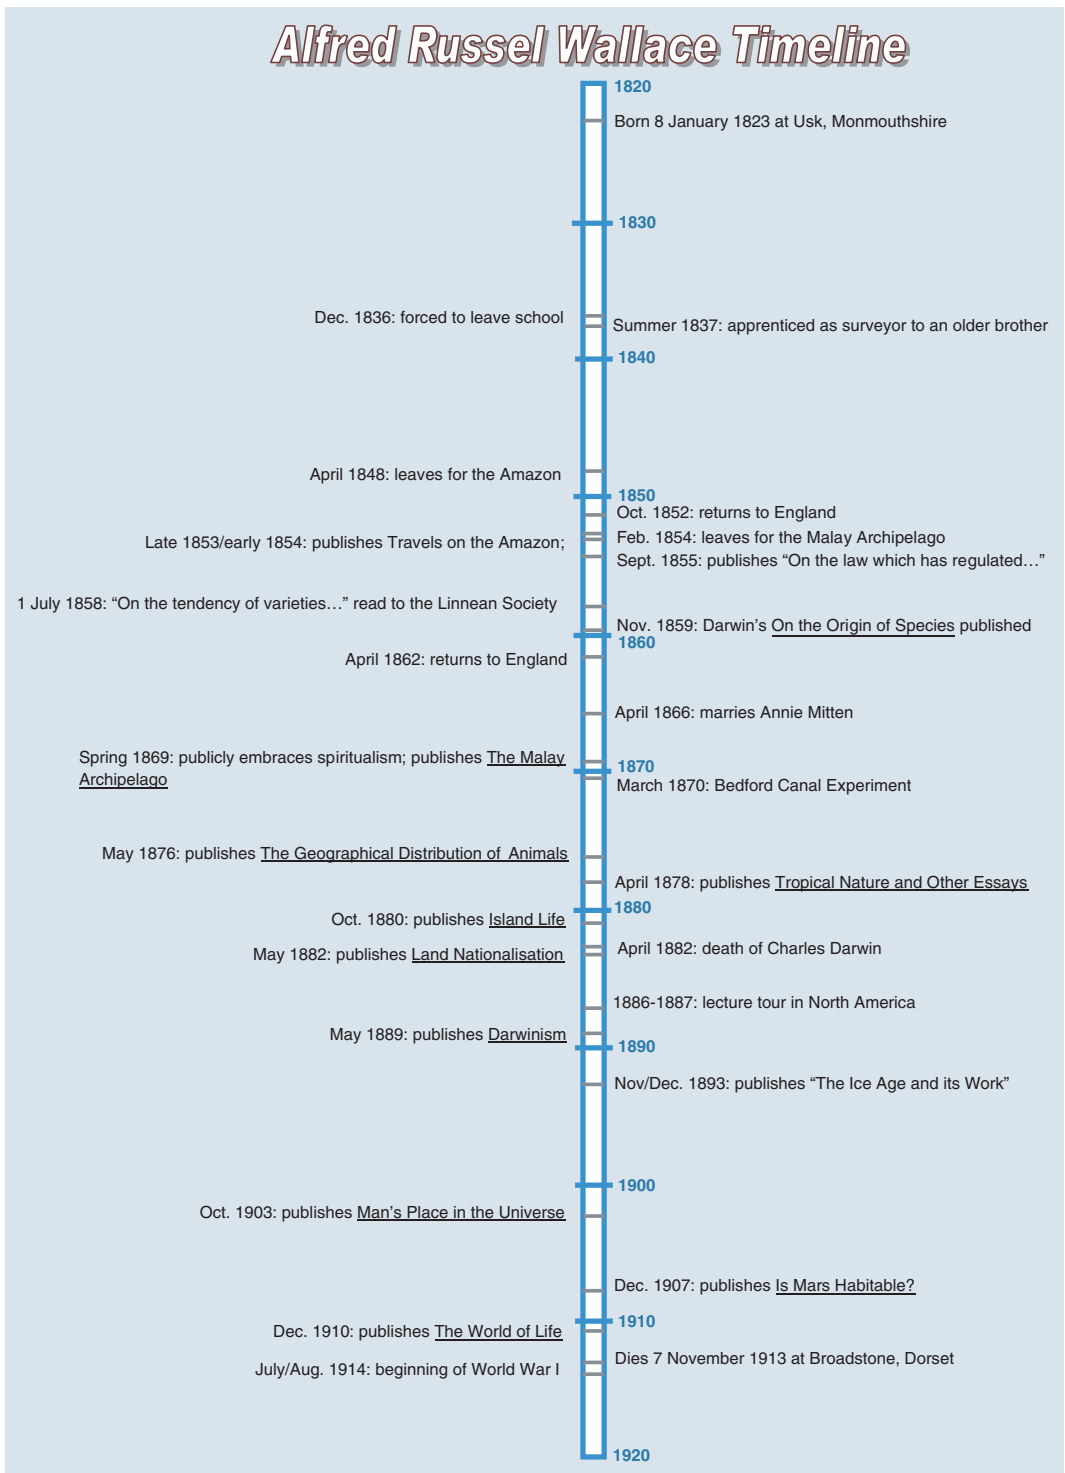 Alfred Russel Wallace Timeline
1820
Born 8 January 1823 at Usk, Monmouthshire
1830
Dec. 1836: forced to leave school
Summer 1837: apprenticed as surveyor to an older brother
1840
April 1848: leaves for the Amazon
1850
Oct. 1852: returns to England
Late 1853/early 1854: publishes Travels on the Amazon;
Feb. 1854: leaves for the Malay Archipelago
Sept. 1855: publishes “On the law which has regulated…”
1 July 1858: “On the tendency of varieties…” read to the Linnean Society
Nov. 1859: Darwin’s On the Origin of Species published
1860
April 1862: returns to England
April 1866: marries Annie Mitten
Spring 1869: publicly embraces spiritualism; publishes The Malay
Archipelago
1870
March 1870: Bedford Canal Experiment
May 1876: publishes The Geographical Distribution of Animals
April 1878: publishes Tropical Nature and Other Essays
1880
Oct. 1880: publishes Island Life
April 1882: death of Charles Darwin
May 1882: publishes Land Nationalisation
1886-1887: lecture tour in North America
May 1889: publishes Darwinism
1890
Nov/Dec. 1893: publishes “The Ice Age and its Work”
1900
Oct. 1903: publishes Man’s Place in the Universe
Dec. 1907: publishes Is Mars Habitable?
1910
Dec. 1910: publishes The World of Life
Dies 7 November 1913 at Broadstone, Dorset
July/Aug. 1914: beginning of World War I
1920